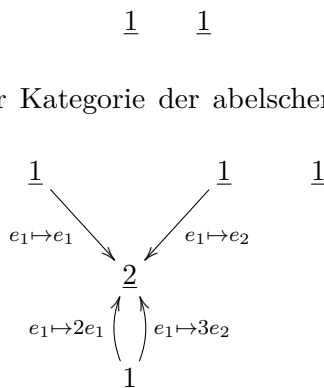 1 1
r Kategorie der abelschen
1 1 1
e₁↦e₁ e₁↦e₂
2
e₁↦2e₁ e₁↦3e₂
1